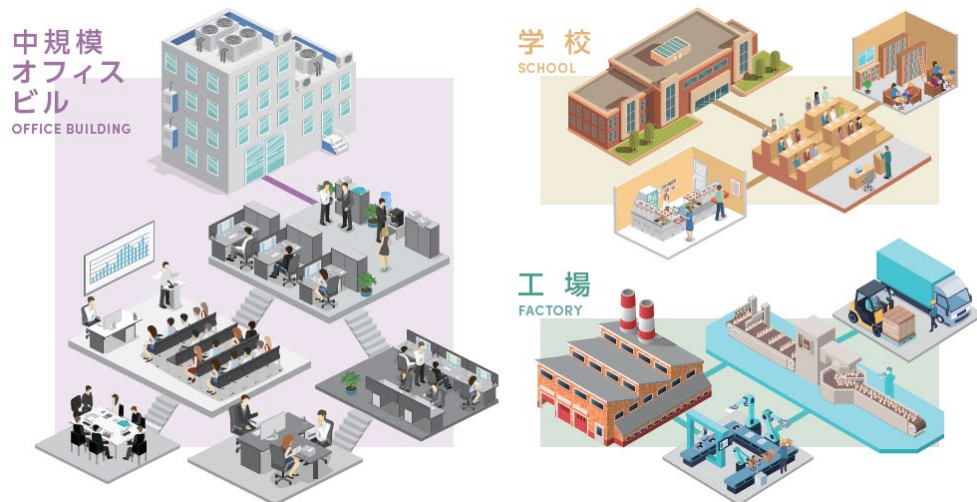 中規模
オフィス
ビル
OFFICE BUILDING
学校
SCHOOL
工場
FACTORY